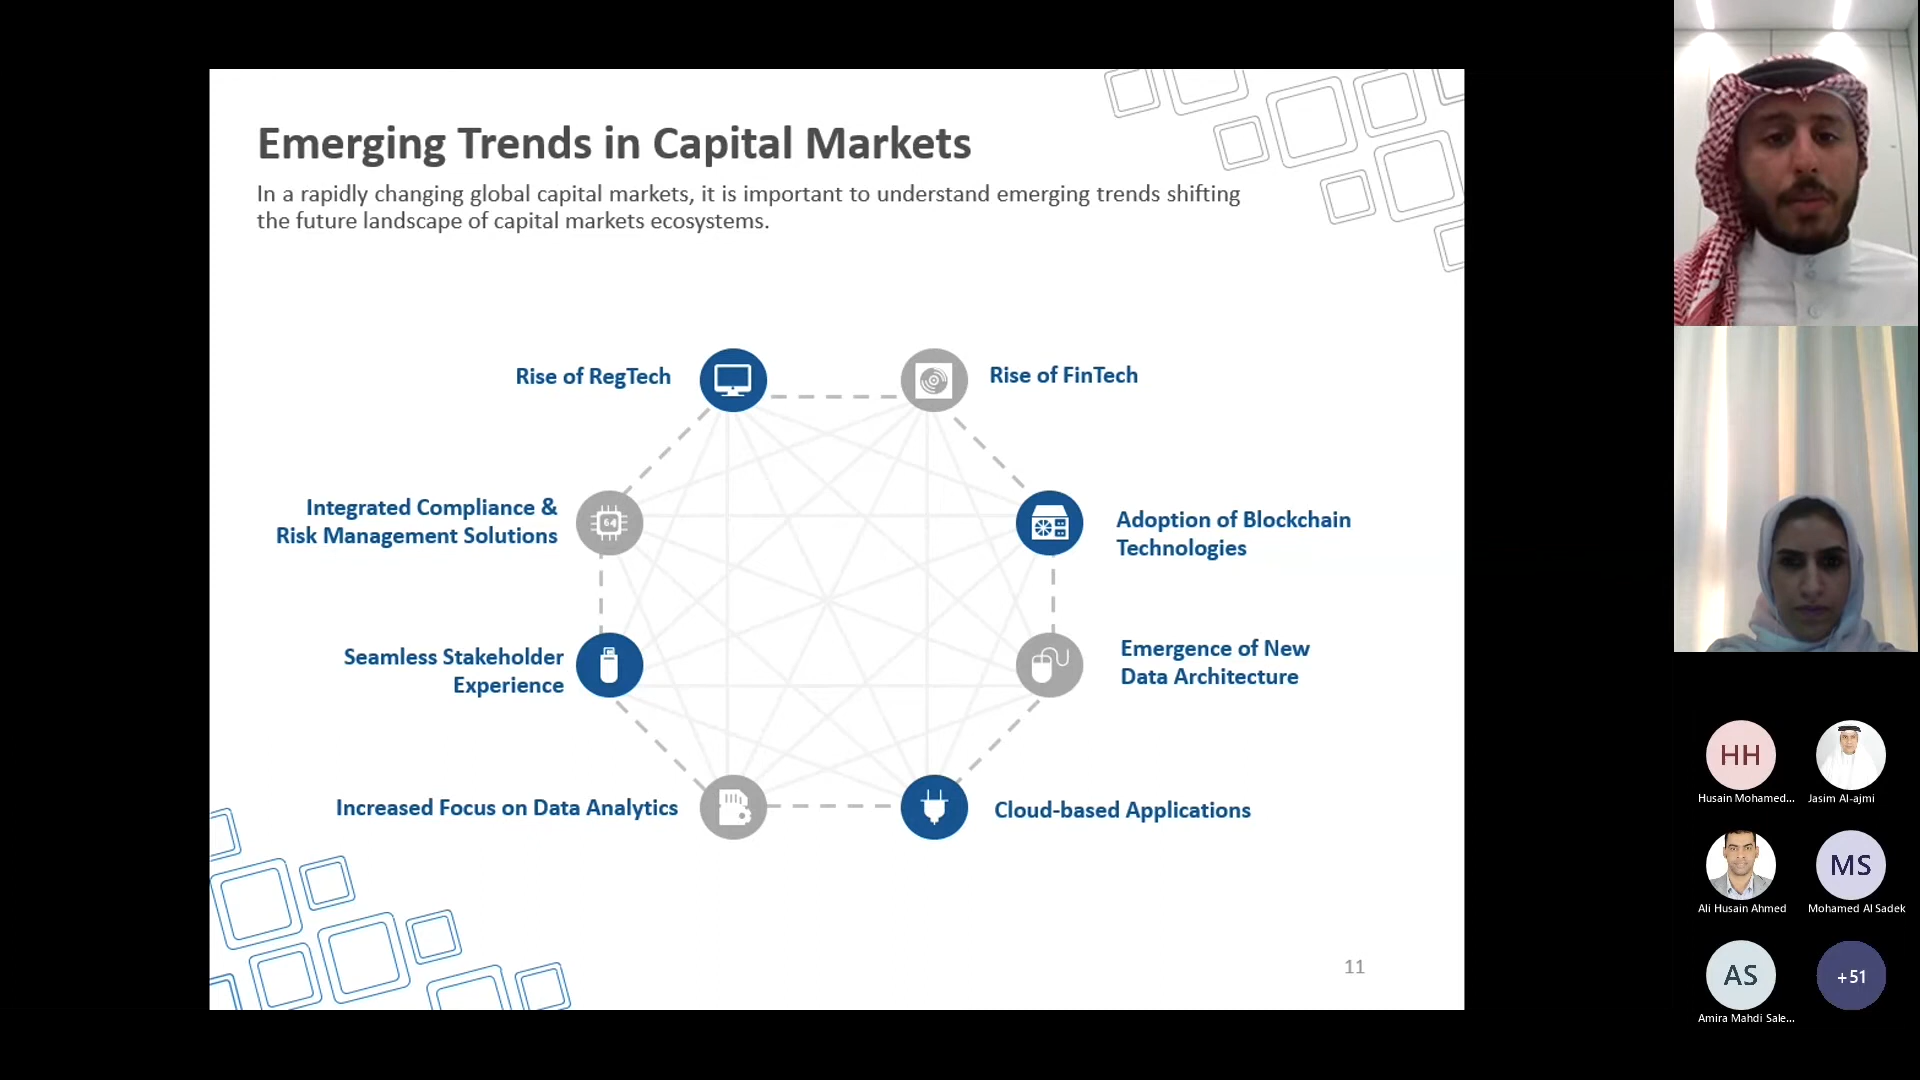 Emerging Trends in Capital Markets
In a rapidly changing global capital markets, it is important to understand emerging trends shifting
the future landscape of capital markets ecosystems.
Rise of RegTech
Rise of FinTech
Integrated Compliance &
Risk Management Solutions
64
Adoption of Blockchain
Technologies
Seamless Stakeholder
Experience
Emergence of New
Data Architecture
Increased Focus on Data Analytics
Cloud-based Applications
11
HH
Husain Mohamed...
Jasim Al-ajmi
Ali Husain Ahmed
MS
Mohamed Al Sadek
AS
Amira Mahdi Sale...
+51